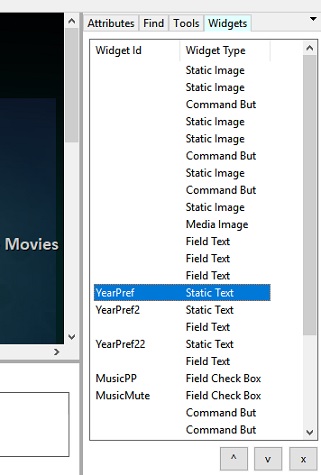 Attributes Find Tools Widgets
Widget Id Widget Type
Static Image
Static Image
Command But
Static Image
Static Image
Command But
Static Image
Command But
Static Image
Media Image
Movies
Field Text
Field Text
Field Text
YearPref Static Text
YearPref2 Static Text
Field Text
YearPref22 Static Text
Field Text
MusicPP Field Check Box
MusicMute Field Check Box
Command But
Command But
^ v x